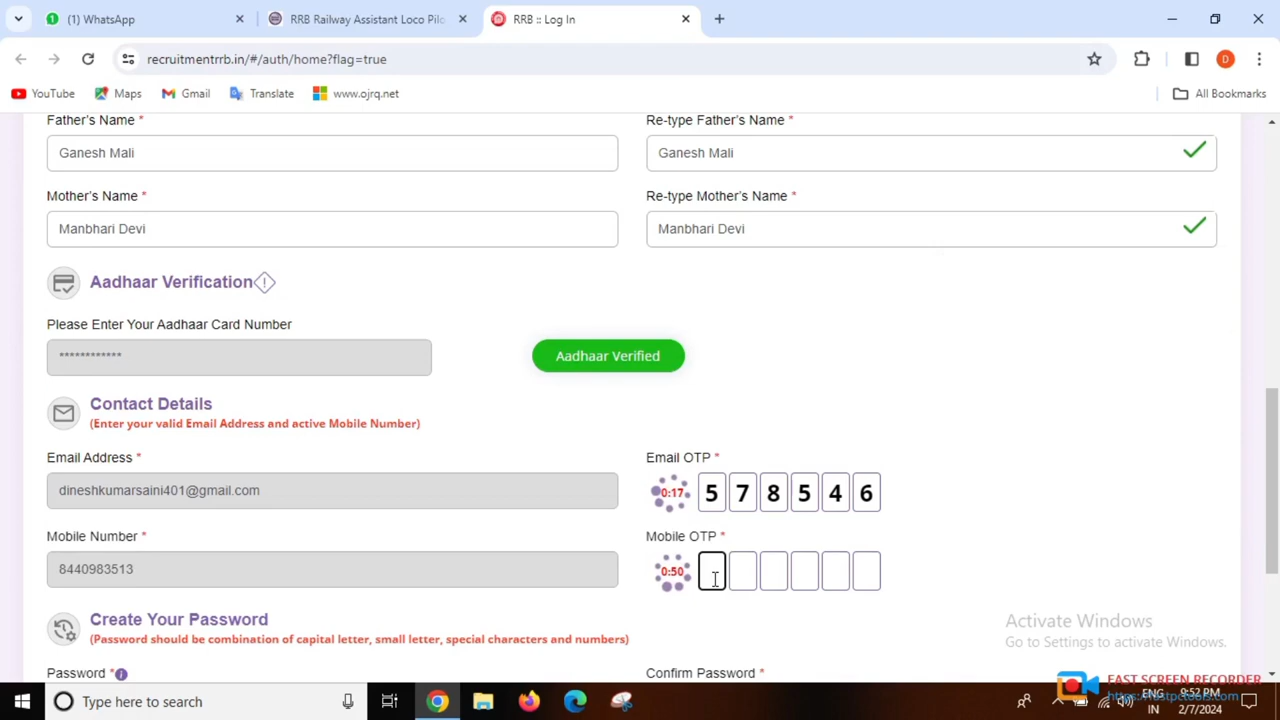 (1) WhatsApp
RRB Railway Assistant Loco Pilo
RRB :: Log In
recruitmentrrb.in/#/auth/home?flag=true
D
YouTube
Maps
Gmail
Translate
www.ojrq.net
All Bookmarks
Father's Name *
Re-type Father's Name *
Ganesh Mali
Ganesh Mali
Mother's Name *
Re-type Mother's Name *
Manbhari Devi
Manbhari Devi
Aadhaar Verification
Please Enter Your Aadhaar Card Number
************
Aadhaar Verified
Contact Details
(Enter your valid Email Address and active Mobile Number)
Email Address *
Email OTP *
dineshkumarsaini401@gmail.com
0:17 5 7 8 5 4 6
Mobile Number *
Mobile OTP *
8440983513
0:50
Create Your Password
(Password should be combination of capital letter, small letter, special characters and numbers)
Activate Windows
Go to Settings to activate Windows.
Password *
Confirm Password *
FAST SCREEN RECORDER
https://fastpctools.com
Type here to search
ENG
IN
9:52 PM
2/7/2024